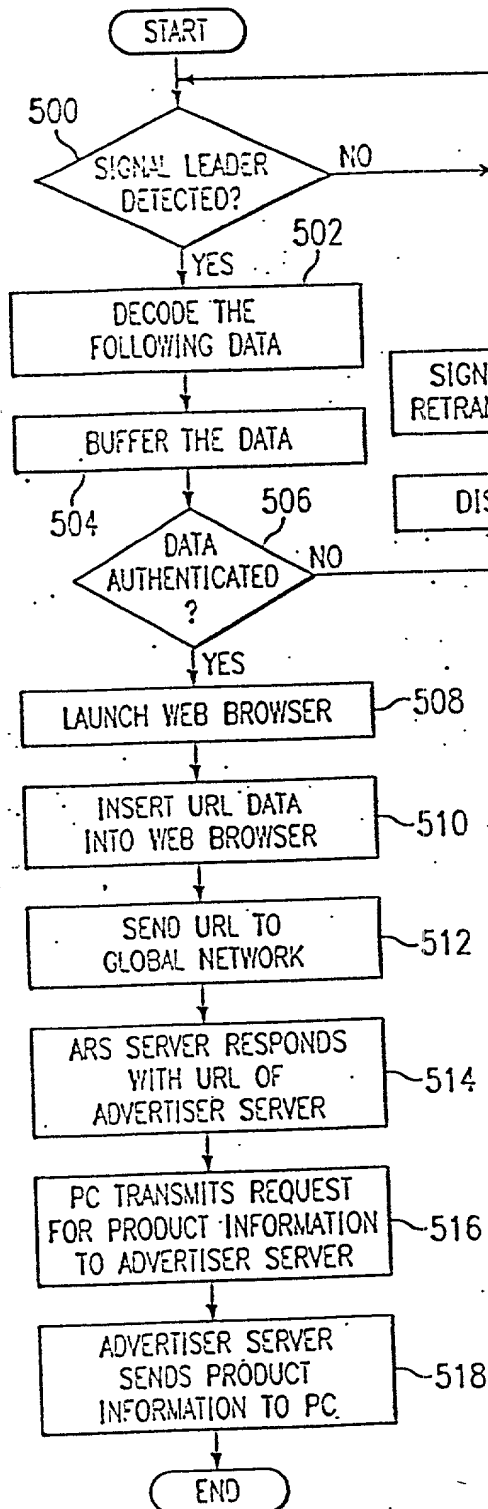 START
500
SIGNAL LEADER
DETECTED?
NO
YES
502
DECODE THE
FOLLOWING DATA
SIGN
RETRAN
BUFFER THE DATA
504
DIS
506
DATA
AUTHENTICATED
?
NO
YES
LAUNCH WEB BROWSER
508
INSERT URL DATA
INTO WEB BROWSER
510
SEND URL TO
GLOBAL NETWORK
512
ARS SERVER RESPONDS
WITH URL OF
ADVERTISER SERVER
514
PC TRANSMITS REQUEST
FOR PRODUCT INFORMATION
TO ADVERTISER SERVER
516
ADVERTISER SERVER
SENDS PRODUCT
INFORMATION TO PC
518
END